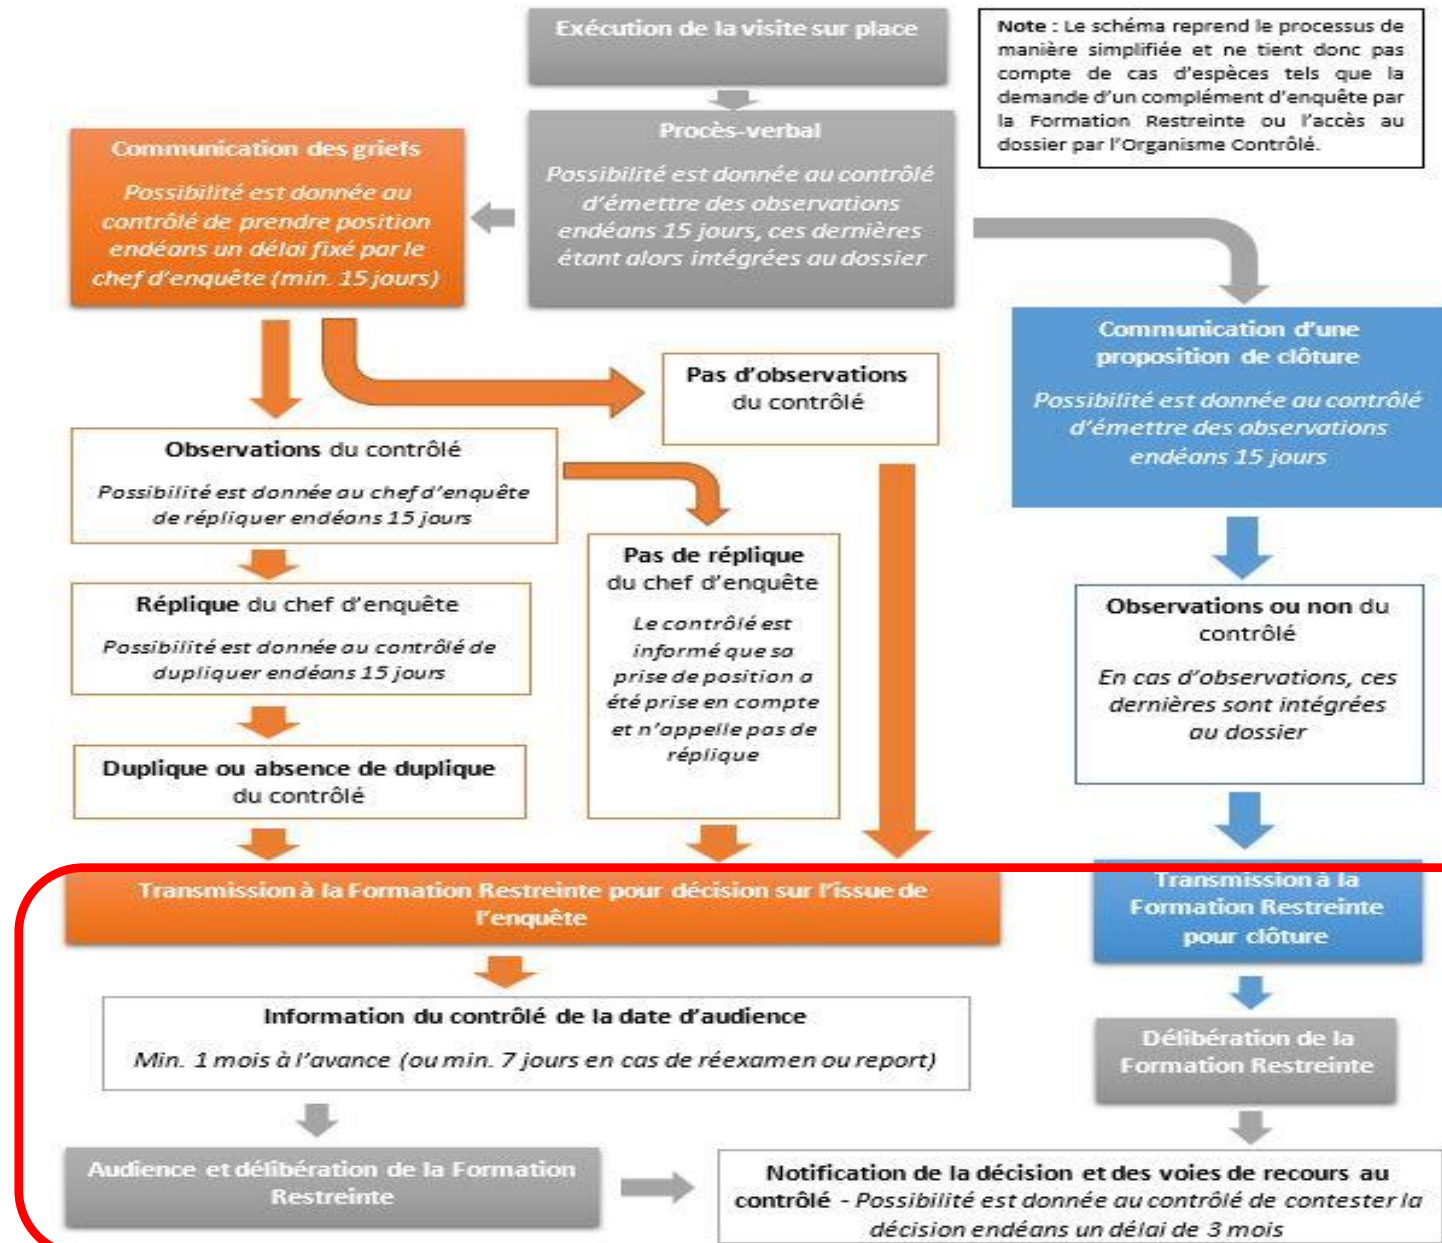 Exécution de la visite sur place
Note : Le schéma reprend le processus de
manière simplifiée et ne tient donc pas
compte de cas d'espèces tels que la
demande d'un complément d'enquête par
la Formation Restreinte ou l'accès au
dossier par l'Organisme Contrôlé.
Procès-verbal
Possibilité est donnée au contrôlé
d'émettre des observations
endéans 15 jours, ces dernières
étant alors intégrées au dossier
Communication des griefs
Possibilité est donnée au
contrôlé de prendre position
endéans un délai fixé par le
chef d'enquête (min. 15 jours)
Communication d'une
proposition de clôture
Possibilité est donnée au contrôlé
d'émettre des observations
endéans 15 jours
Pas d'observations
du contrôlé
Observations du contrôlé
Possibilité est donnée au chef d'enquête
de répliquer endéans 15 jours
Pas de réplique
du chef d'enquête
Le contrôlé est
informé que sa
prise de position a
été prise en compte
et n'appelle pas de
réplique
Réplique du chef d'enquête
Possibilité est donnée au contrôlé de
dupliquer endéans 15 jours
Observations ou non du
contrôlé
En cas d'observations, ces
dernières sont intégrées
au dossier
Duplique ou absence de duplique
du contrôlé
Transmission à la Formation Restreinte pour décision sur l'issue de
l'enquête
Transmission à la
Formation Restreinte
pour clôture
Information du contrôlé de la date d'audience
Min. 1 mois à l'avance (ou min. 7 jours en cas de réexamen ou report)
Délibération de la
Formation Restreinte
Audience et délibération de la Formation
Restreinte
Notification de la décision et des voies de recours au
contrôlé - Possibilité est donnée au contrôlé de contester la
décision endéans un délai de 3 mois